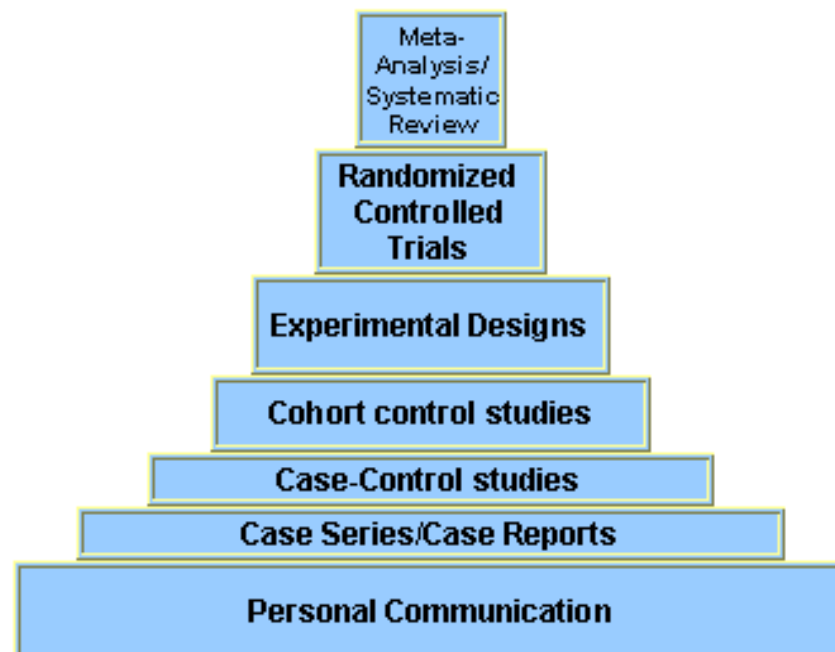 Meta-
Analysis/
Systematic
Review
Randomized
Controlled
Trials
Experimental Designs
Cohort control studies
Case-Control studies
Case Series/Case Reports
Personal Communication